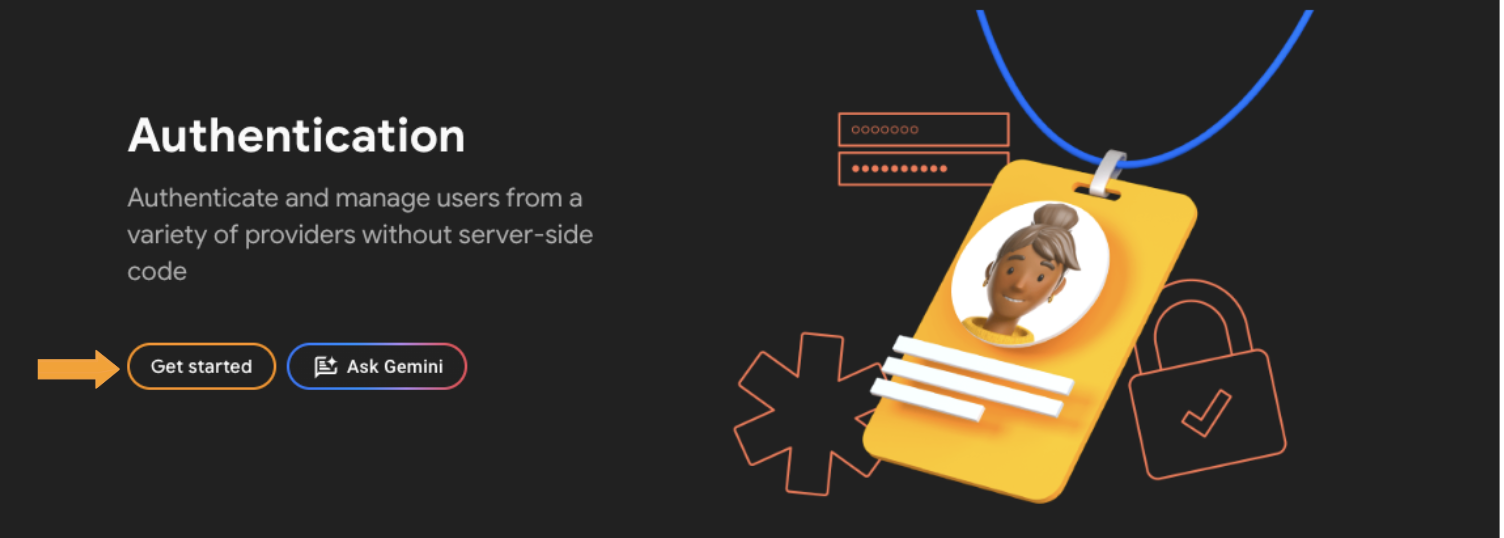 Authentication
Authenticate and manage users from a
variety of providers without server-side
code
Get started
Ask Gemini